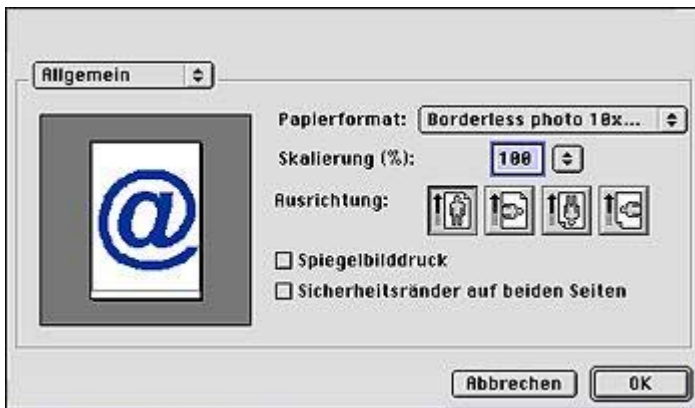 Allgemein
Papierformat: Borderless photo 10x...
Skalierung (%): 100
Ausrichtung:
@
Spiegelbilddruck
Sicherheitsränder auf beiden Seiten
Abbrechen OK